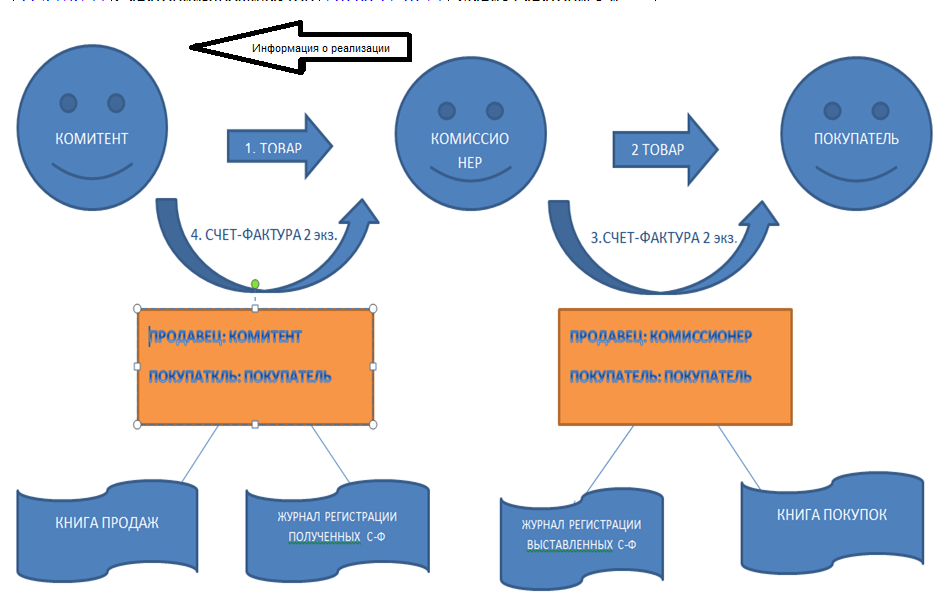 Информация о реализации
КОМИТЕНТ
1. ТОВАР
КОМИССИО
НЕР
2 ТОВАР
ПОКУПАТЕЛЬ
4. СЧЕТ-ФАКТУРА 2 экз.
3.СЧЕТ-ФАКТУРА 2 экз.
ПРОДАВЕЦ: КОМИТЕНТ
ПОКУПАТКЛЬ: ПОКУПАТЕЛЬ
ПРОДАВЕЦ: КОМИССИОНЕР
ПОКУПАТЕЛЬ: ПОКУПАТЕЛЬ
КНИГА ПРОДАЖ
ЖУРНАЛ РЕГИСТРАЦИИ
ПОЛУЧЕННЫХ С-Ф
ЖУРНАЛ РЕГИСТРАЦИИ
ВЫСТАВЛЕННЫХ С-Ф
КНИГА ПОКУПОК